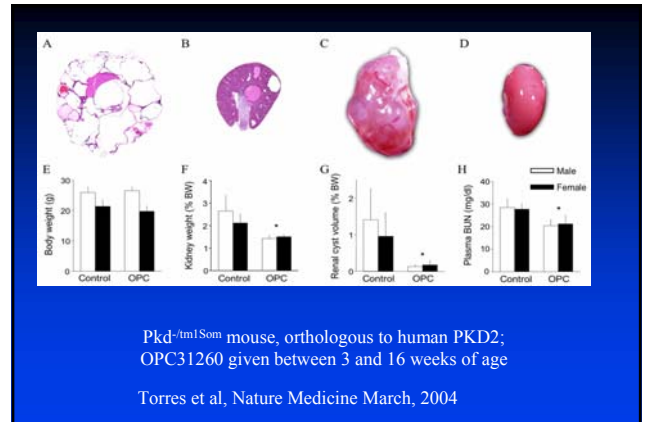 A B C D
E F G H
Male
Female
Body weight (g)
30
20
10
0
Control OPC
Kidney weight (% BW)
4
3
2
1
0
*
Control OPC
Renal cyst volume (% BW)
2
1
0
*
Control OPC
Plasma BUN (mg/dl)
40
30
20
10
0
*
Control OPC
Pkd-/tm1Som mouse, orthologous to human PKD2;
OPC31260 given between 3 and 16 weeks of age
Torres et al, Nature Medicine March, 2004